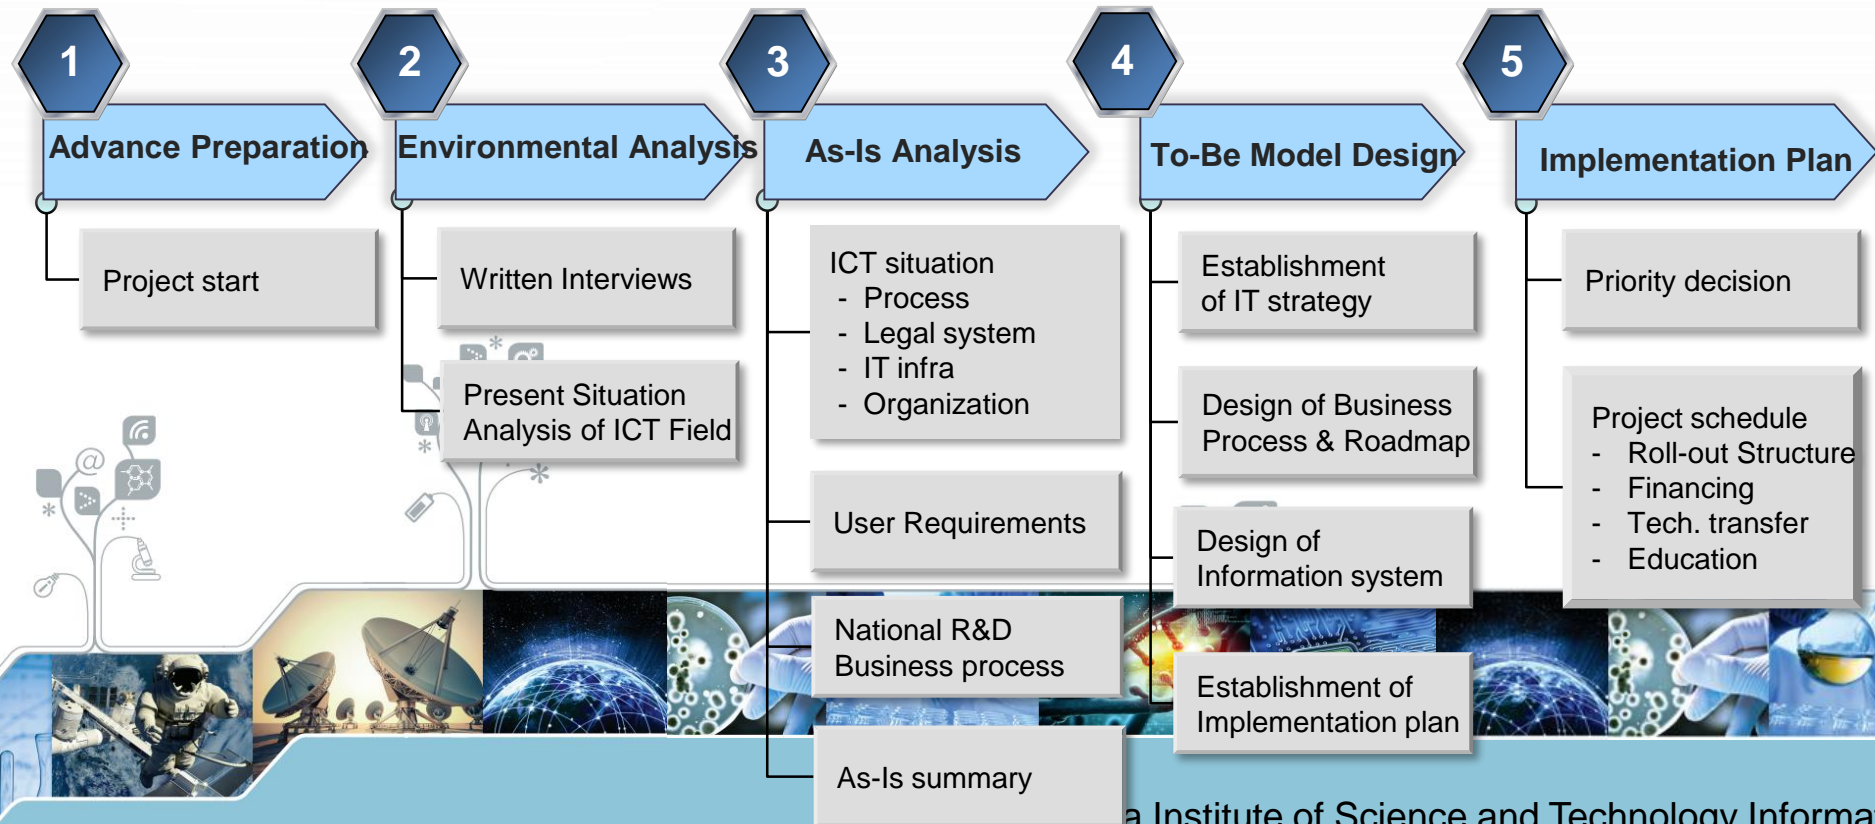 1
Advance Preparation
Project start
2
Environmental Analysis
Written Interviews
Present Situation
Analysis of ICT Field
3
As-Is Analysis
ICT situation
- Process
- Legal system
- IT infra
- Organization
User Requirements
National R&D
Business process
As-Is summary
4
To-Be Model Design
Establishment
of IT strategy
Design of Business
Process & Roadmap
Design of
Information system
Establishment of
Implementation plan
5
Implementation Plan
Priority decision
Project schedule
- Roll-out Structure
- Financing
- Tech. transfer
- Education
Institute of Science and Technology